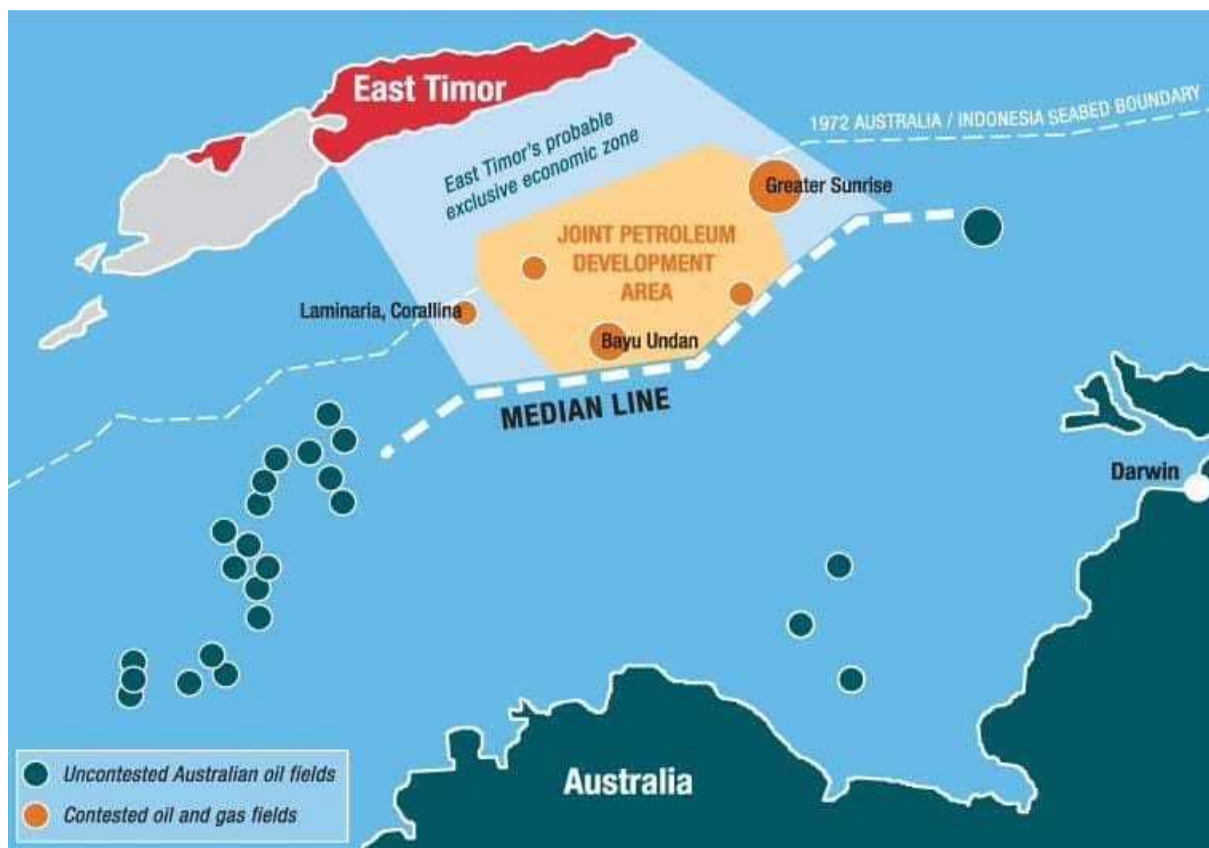 East Timor
1972 AUSTRALIA / INDONESIA SEABED BOUNDARY
East Timor's probable
exclusive economic zone
Greater Sunrise
JOINT PETROLEUM
DEVELOPMENT
AREA
Laminaria, Corallina
Bayu Undan
MEDIAN LINE
Darwin
Australia
Uncontested Australian oil fields
Contested oil and gas fields